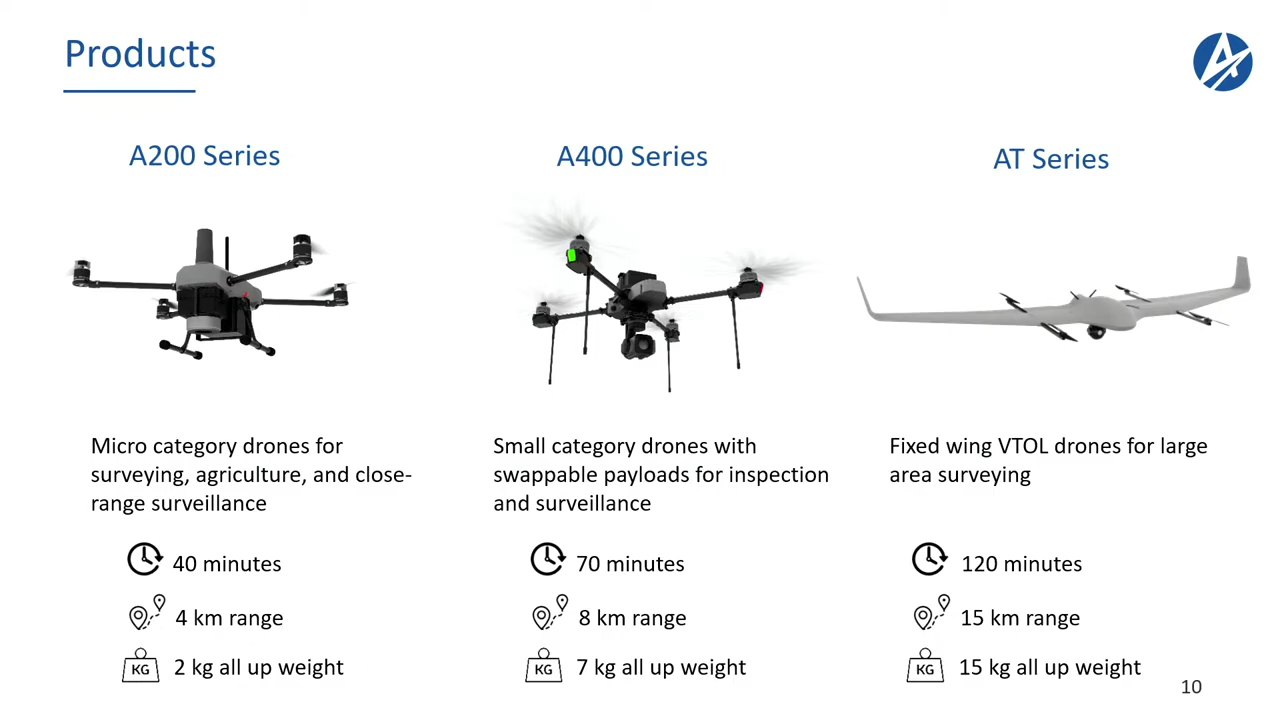 Products
A200 Series
Micro category drones for
surveying, agriculture, and close-
range surveillance
40 minutes
4 km range
KG
2 kg all up weight
A400 Series
Small category drones with
swappable payloads for inspection
and surveillance
70 minutes
8 km range
KG
7 kg all up weight
AT Series
Fixed wing VTOL drones for large
area surveying
120 minutes
15 km range
KG
15 kg all up weight
10